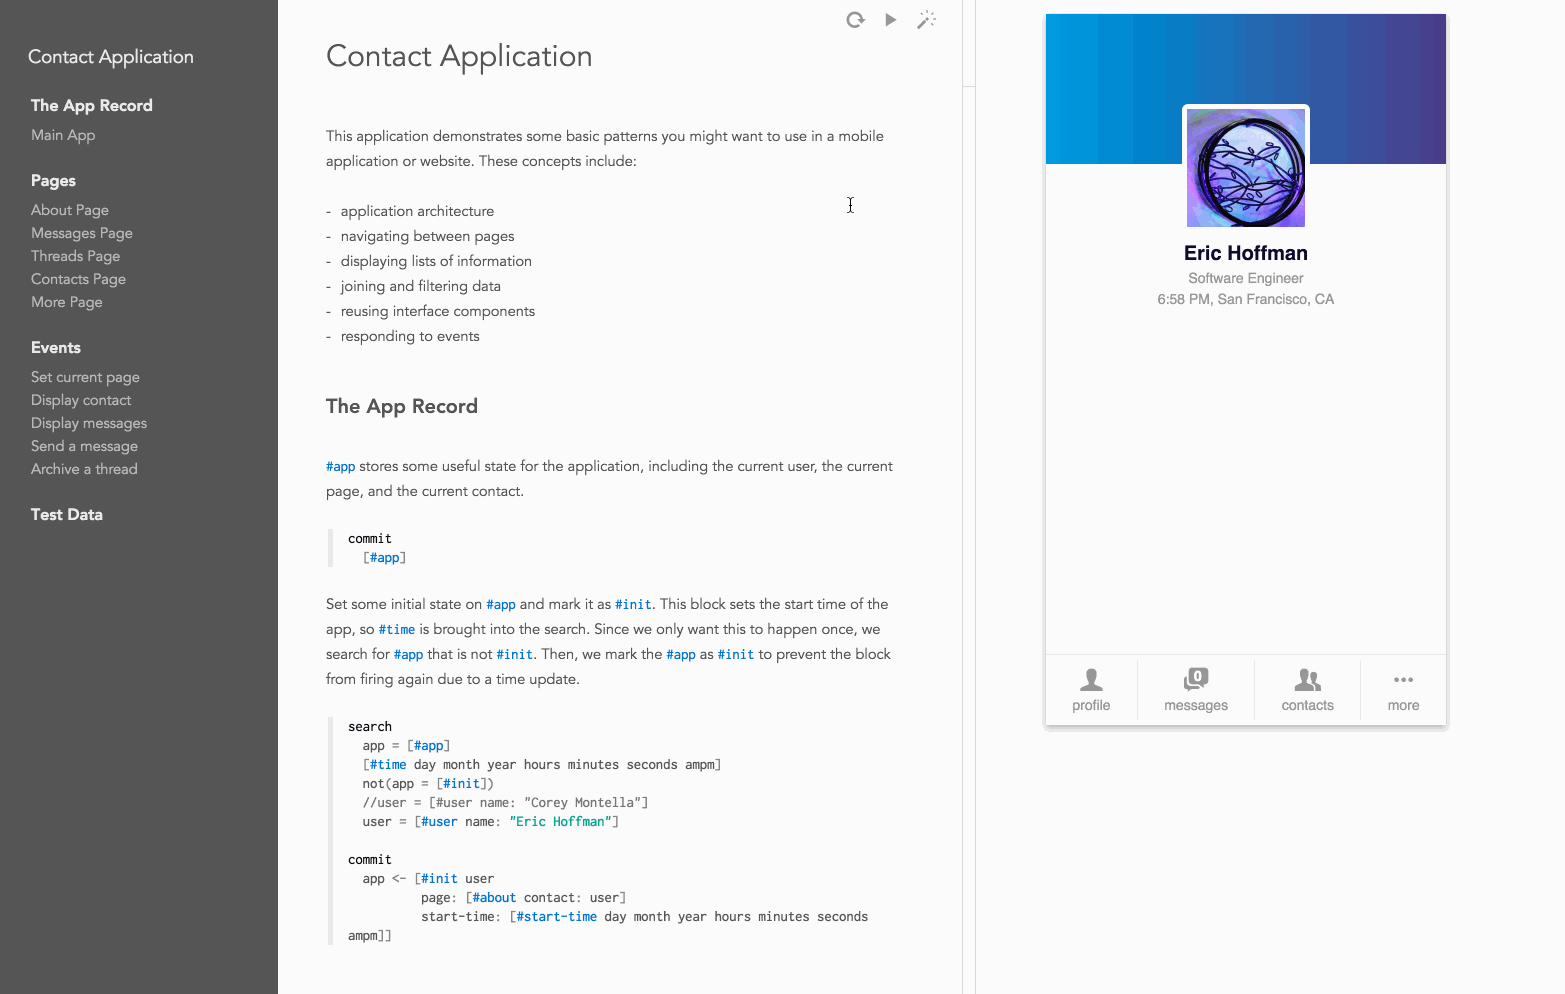 Contact Application
The App Record
Main App
Pages
About Page
Messages Page
Threads Page
Contacts Page
More Page
Events
Set current page
Display contact
Display messages
Send a message
Archive a thread
Test Data
Contact Application
This application demonstrates some basic patterns you might want to use in a mobile
application or website. These concepts include:
- application architecture
- navigating between pages
- displaying lists of information
- joining and filtering data
- reusing interface components
- responding to events
The App Record
#app stores some useful state for the application, including the current user, the current
page, and the current contact.
commit
  [#app]
Set some initial state on #app and mark it as #init. This block sets the start time of the
app, so #time is brought into the search. Since we only want this to happen once, we
search for #app that is not #init. Then, we mark the #app as #init to prevent the block
from firing again due to a time update.
search
  app = [#app]
  [#time day month year hours minutes seconds ampm]
  not(app = [#init])
  //user = [#user name: "Corey Montella"]
  user = [#user name: "Eric Hoffman"]
commit
  app <- [#init user
          page: [#about contact: user]
          start-time: [#start-time day month year hours minutes seconds
ampm]]
Eric Hoffman
Software Engineer
6:58 PM, San Francisco, CA
0
profile
messages
contacts
more